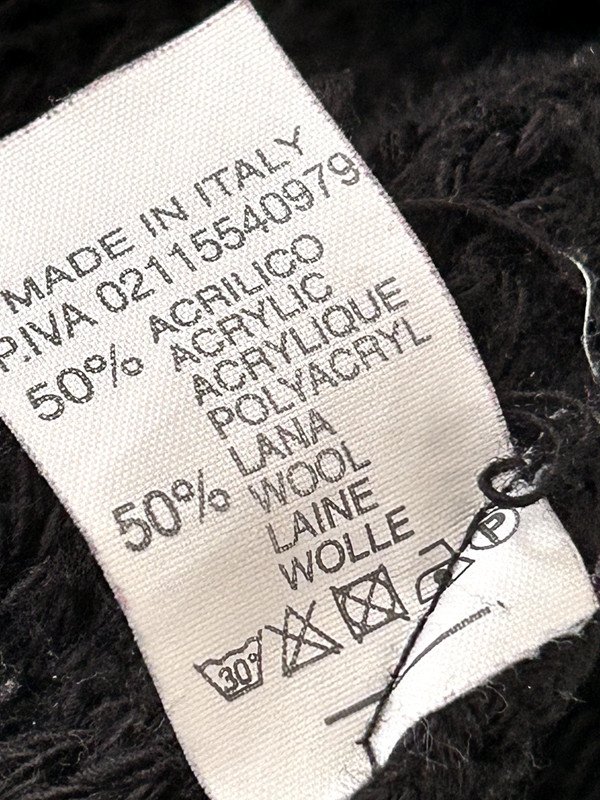 MADE IN ITALY
P.IVA 02115540979
50% ACRILICO
ACRYLIC
ACRYLIQUE
POLYACRYL
LANA
50% WOOL
LAINE
WOLLE
30°
P